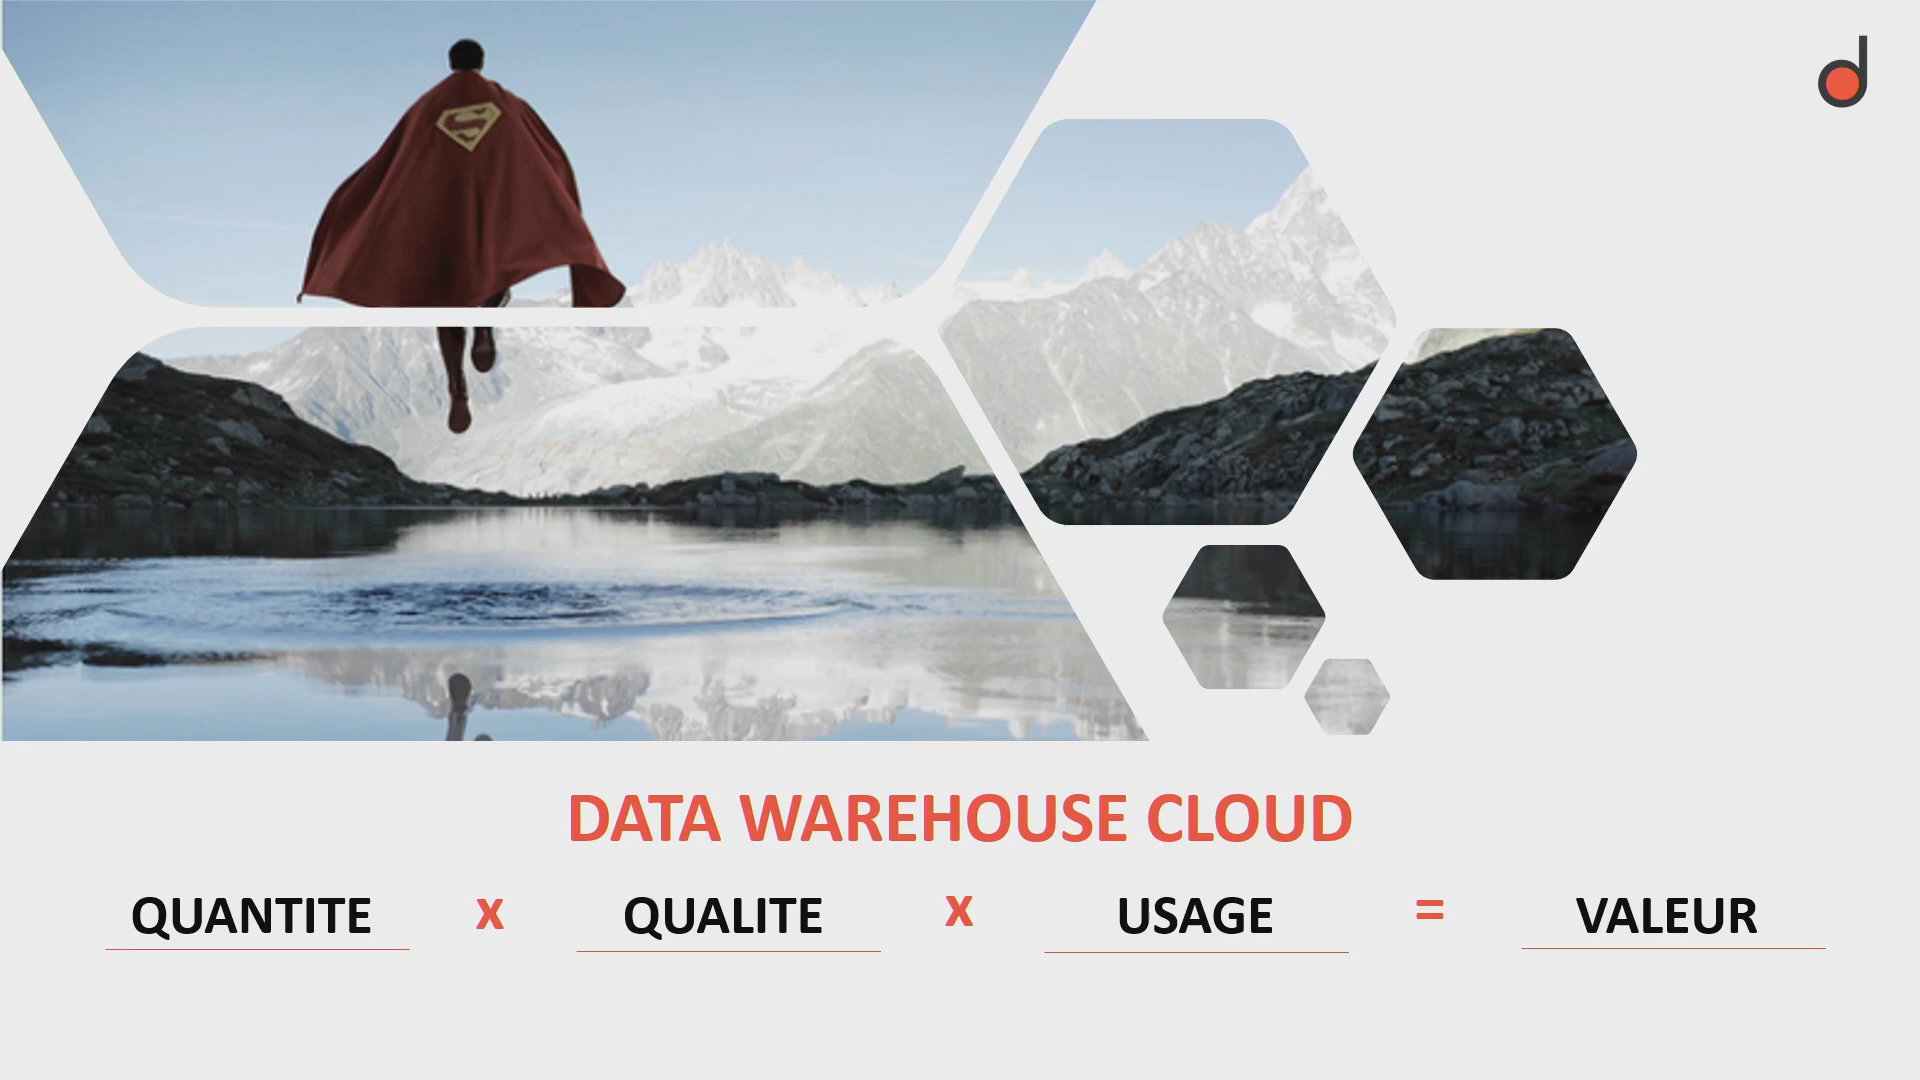 DATA WAREHOUSE CLOUD
QUANTITE x QUALITE x USAGE = VALEUR